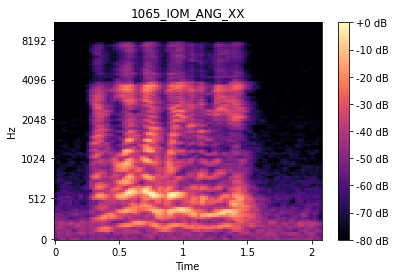 1065_IOM_ANG_XX
+0 dB
8192
-10 dB
4096
-20 dB
-30 dB
2048
Hz
-40 dB
1024
-50 dB
512
-60 dB
-70 dB
0
-80 dB
0
0.5
1
1.5
2
Time